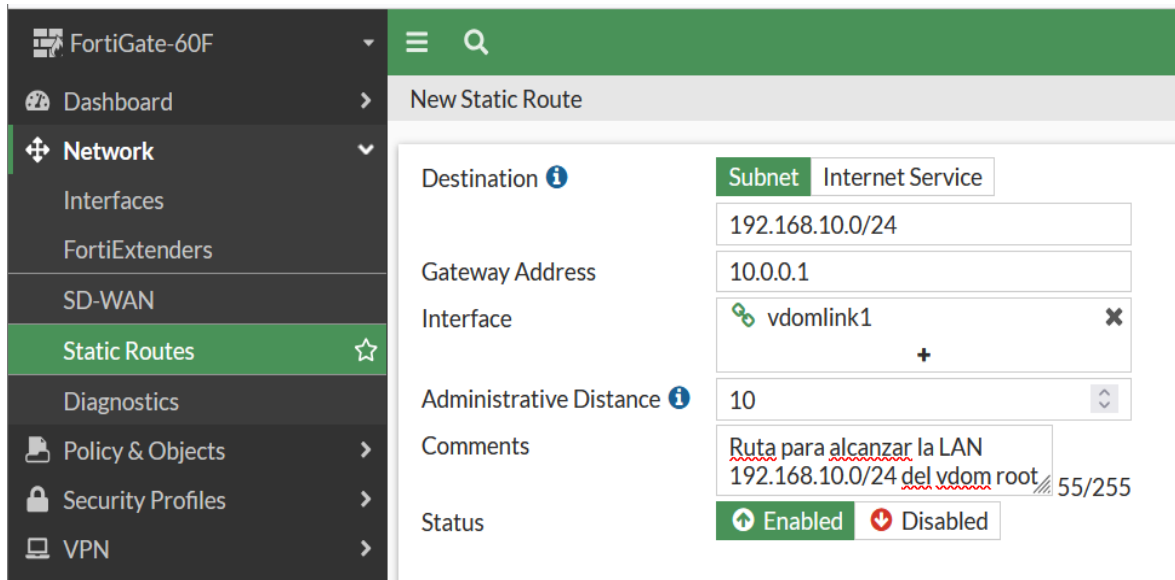 FortiGate-60F
Dashboard
Network
Interfaces
FortiExtenders
SD-WAN
Static Routes
Diagnostics
Policy & Objects
Security Profiles
VPN
New Static Route
Destination
Subnet Internet Service
192.168.10.0/24
Gateway Address 10.0.0.1
Interface vdomlink1
Administrative Distance 10
Comments Ruta para alcanzar la LAN
192.168.10.0/24 del vdom root 55/255
Status Enabled Disabled